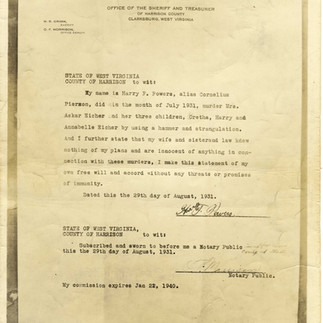 OFFICE OF THE SHERIFF AND TREASURER
OF HARRISON COUNTY
CLARKSBURG, WEST VIRGINIA
STATE OF WEST VIRGINIA
COUNTY OF HARRISON to wit:
My name is Harry F. Powers, alias Cornelius
Pierson, did in the month of July 1931, murder Mrs.
Asker Eicher and her three children, Gretha, Harry and
Annabelle Eicher by using a hammer and strangulation.
And I further state that my wife and sister and law know
nothing of my plans and are innocent of anything in con-
nection with these murders, I make this statement of my
own free will and accord without any threats or promises
of immunity.
Dated this the 29th day of August, 1931.
Powers
STATE OF WEST VIRGINIA,
COUNTY OF HARRISON to wit:
Subscribed and sworn to before me a Notary Public
this the 29th day of August, 1931.
Notary Public.
My commission expires Jan 22, 1940.